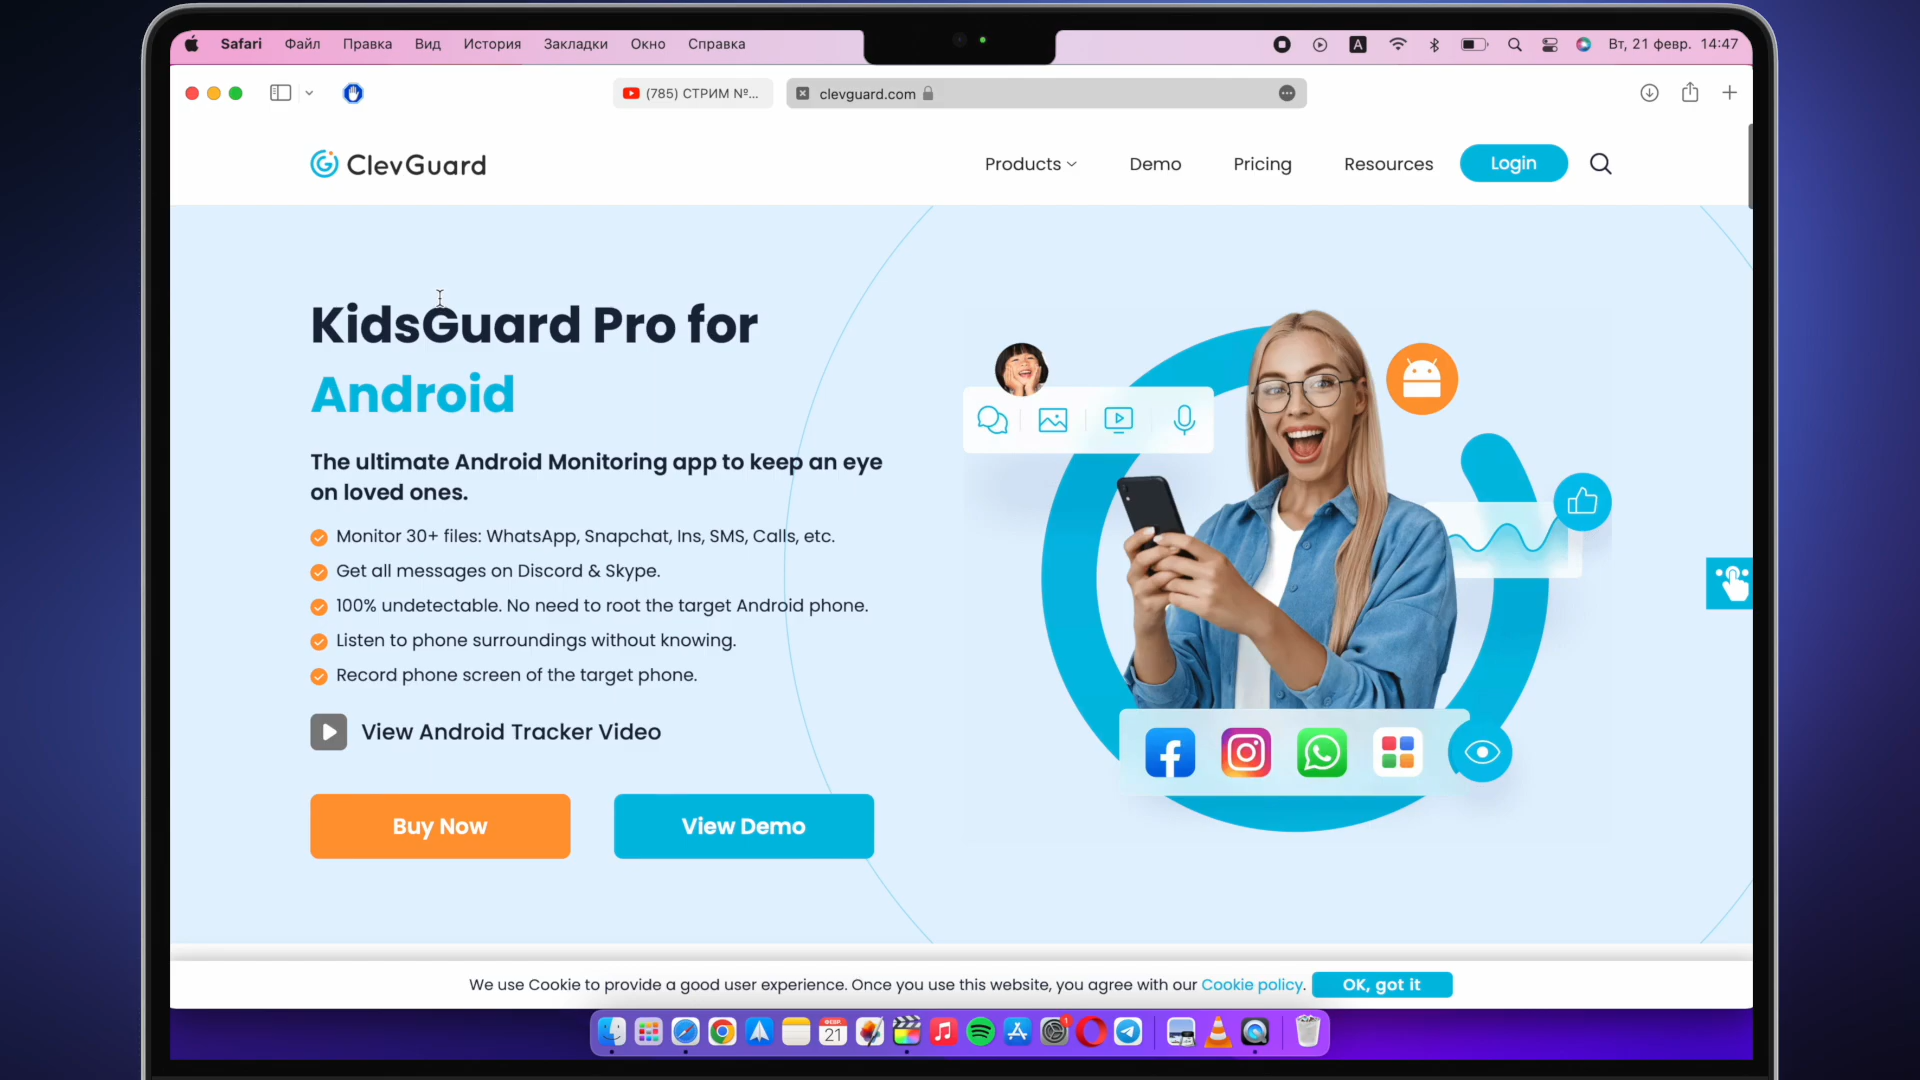 Safari Файл Правка Вид История Закладки Окно Справка
A
Вт, 21 февр. 14:47
(785) СТРИМ №...
clevguard.com
ClevGuard
Products Demo Pricing Resources Login
KidsGuard Pro for
Android
The ultimate Android Monitoring app to keep an eye
on loved ones.
Monitor 30+ files: WhatsApp, Snapchat, Ins, SMS, Calls, etc.
Get all messages on Discord & Skype.
100% undetectable. No need to root the target Android phone.
Listen to phone surroundings without knowing.
Record phone screen of the target phone.
View Android Tracker Video
Buy Now View Demo
We use Cookie to provide a good user experience. Once you use this website, you agree with our Cookie policy. OK, got it
ФЕВР.
21
1